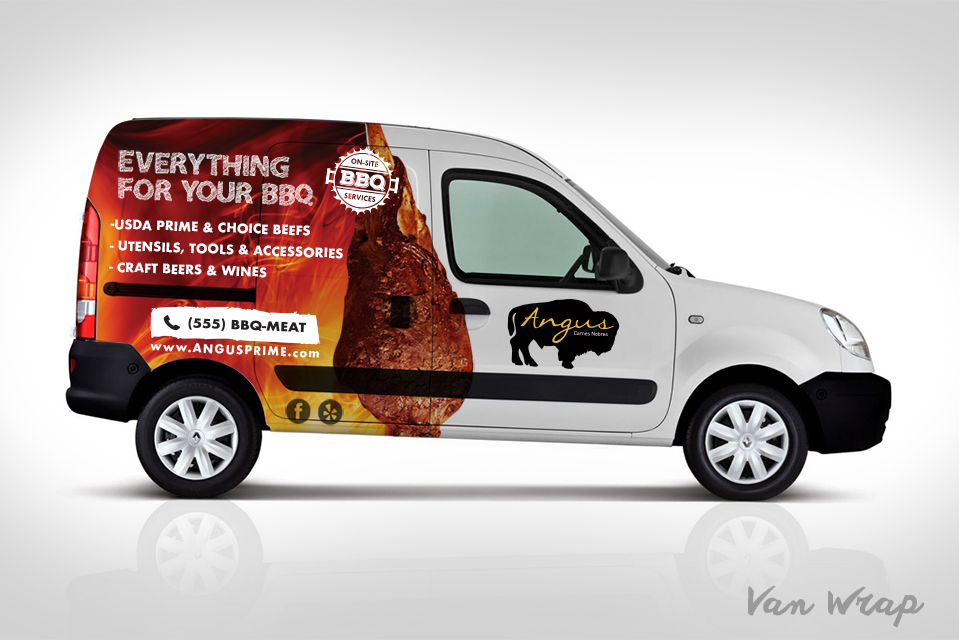 EVERYTHING
FOR YOUR BBQ
ON-SITE
BBQ
SERVICES
-USDA PRIME & CHOICE BEEFS
- UTENSILS, TOOLS & ACCESSORIES
- CRAFT BEERS & WINES
(555) BBQ-MEAT
www.ANGUSPRIME.com
f
Angus
Carnes Nobres
Van Wrap